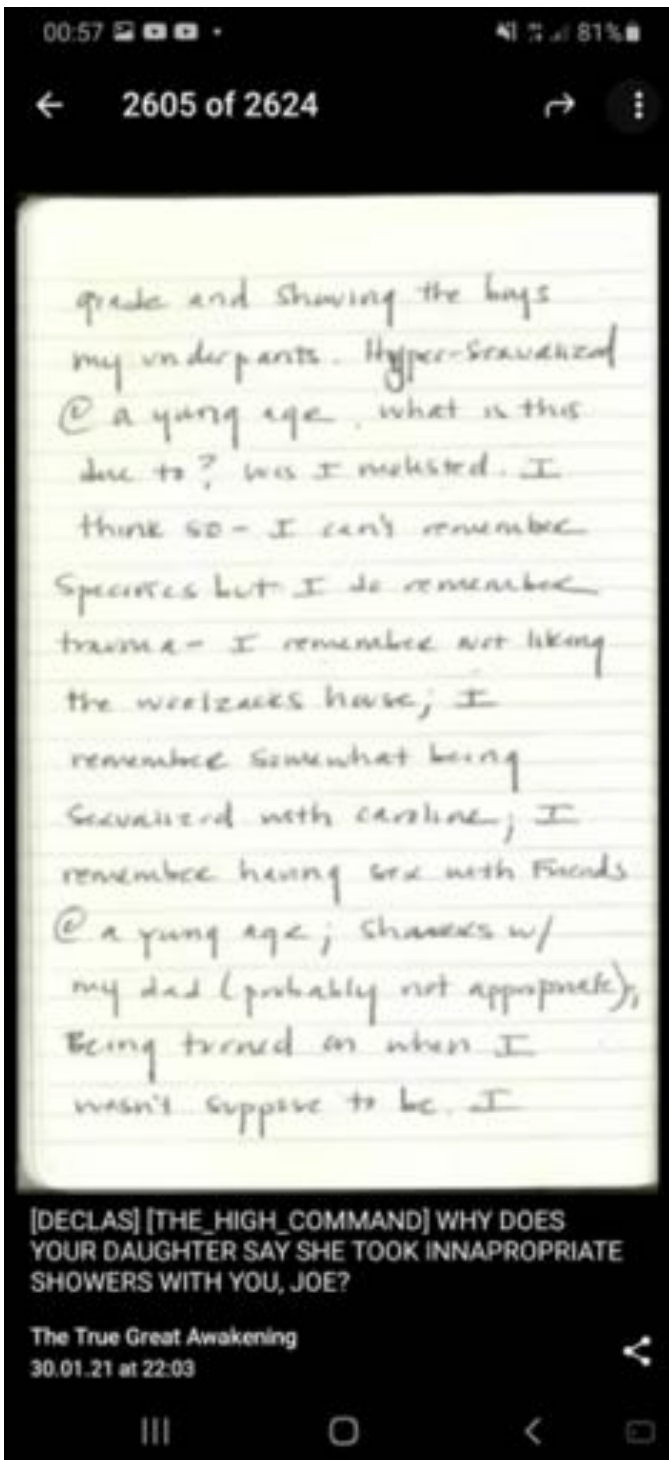 00:57
81%
2605 of 2624
grade and showing the boys
my underpants. Hyper-sexualized
@ a yung age. what is this
due to? Was I molested. I
think so - I can't remember
specifics but I do remember
trauma - I remember not liking
the woolzacks house; I
remember somewhat being
sexualized with caroline; I
remember having sex with friends
@ a yung age; showers w/
my dad (probably not appropriate).
Being turned on when I
wasn't suppose to be. I
[DECLAS] [THE_HIGH_COMMAND] WHY DOES
YOUR DAUGHTER SAY SHE TOOK INNAPROPRIATE
SHOWERS WITH YOU, JOE?
The True Great Awakening
30.01.21 at 22:03